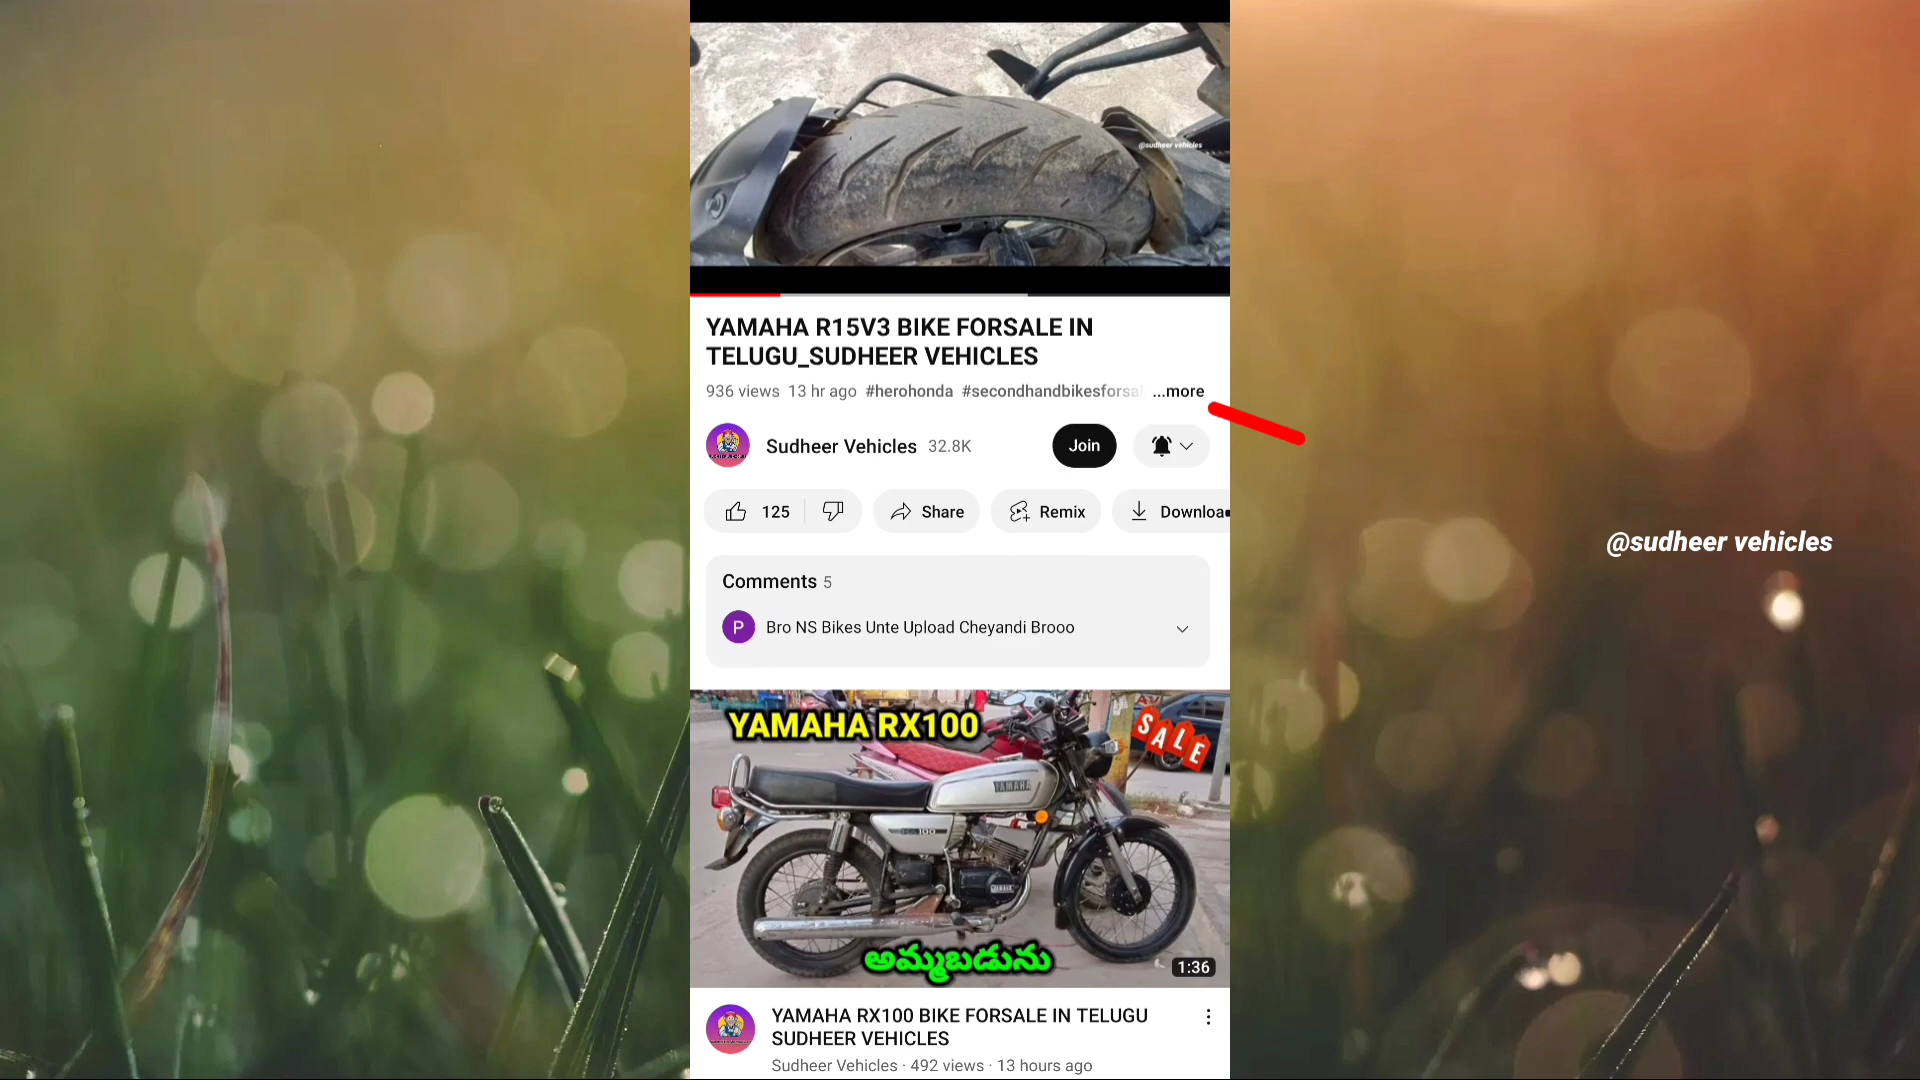 @sudheer vehicles
YAMAHA R15V3 BIKE FORSALE IN
TELUGU_SUDHEER VEHICLES
936 views 13 hr ago #herohonda #secondhandbikesforsal ...more
Sudheer Vehicles 32.8K
Join
125
Share
Remix
Downloa
@sudheer vehicles
Comments 5
P
Bro NS Bikes Unte Upload Cheyandi Brooo
YAMAHA RX100
SALE
YAMAHA
100
అమ్మబడును
1:36
YAMAHA RX100 BIKE FORSALE IN TELUGU
SUDHEER VEHICLES
Sudheer Vehicles · 492 views · 13 hours ago